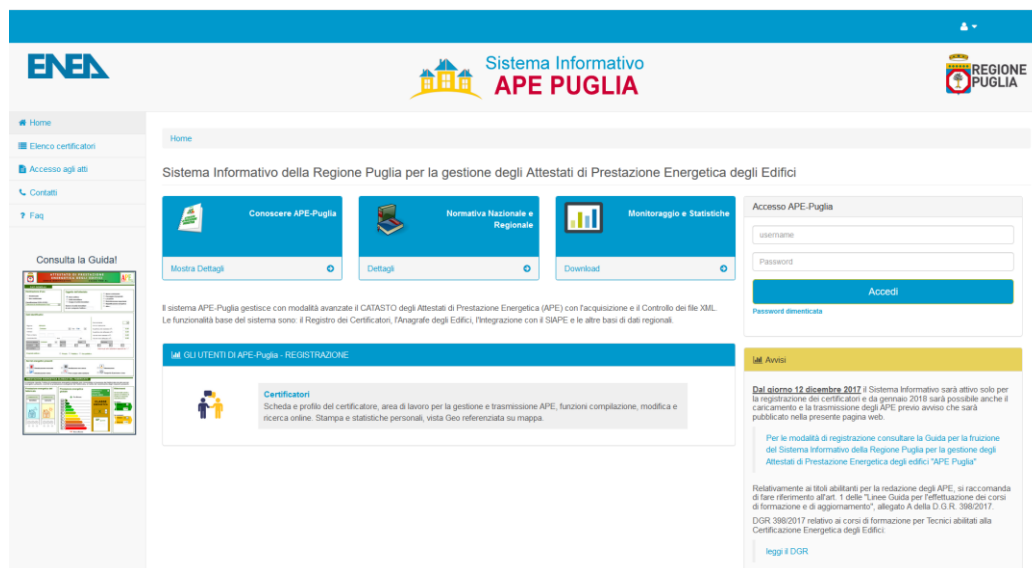 ENEA
Sistema Informativo
APE PUGLIA
REGIONE
PUGLIA
Home
Elenco certificatori
Accesso agli atti
Contatti
Faq
Consulta la Guida!
Home
Sistema Informativo della Regione Puglia per la gestione degli Attestati di Prestazione Energetica degli Edifici
Conoscere APE-Puglia
Mostra Dettagli
Normativa Nazionale e
Regionale
Dettagli
Monitoraggio e Statistiche
Download
Il sistema APE-Puglia gestisce con modalità avanzate il CATASTO degli Attestati di Prestazione Energetica (APE) con l'acquisizione e il Controllo dei file XML.
Le funzionalità base del sistema sono: il Registro dei Certificatori, l'Anagrafe degli Edifici, l'Integrazione con il SIAPE e le altre basi di dati regionali.
GLI UTENTI DI APE-Puglia - REGISTRAZIONE
Certificatori
Scheda e profilo del certificatore, area di lavoro per la gestione e trasmissione APE, funzioni compilazione, modifica e
ricerca online. Stampa e statistiche personali, vista Geo referenziata su mappa.
Accesso APE-Puglia
username
Password
Accedi
Password dimenticata
Avvisi
Dal giorno 12 dicembre 2017 il Sistema Informativo sarà attivo solo per
la registrazione dei certificatori e da gennaio 2018 sarà possibile anche il
caricamento e la trasmissione degli APE previo avviso che sarà
pubblicato nella presente pagina web.
Per le modalità di registrazione consultare la Guida per la fruizione
del Sistema Informativo della Regione Puglia per la gestione degli
Attestati di Prestazione Energetica degli edifici "APE Puglia"
Relativamente ai titoli abilitanti per la redazione degli APE, si raccomanda
di fare riferimento all'art. 1 delle "Linee Guida per l'effettuazione dei corsi
di formazione e di aggiornamento", allegato A della D.G.R. 398/2017.
DGR 398/2017 relativo ai corsi di formazione per Tecnici abilitati alla
Certificazione Energetica degli Edifici:
leggi il DGR